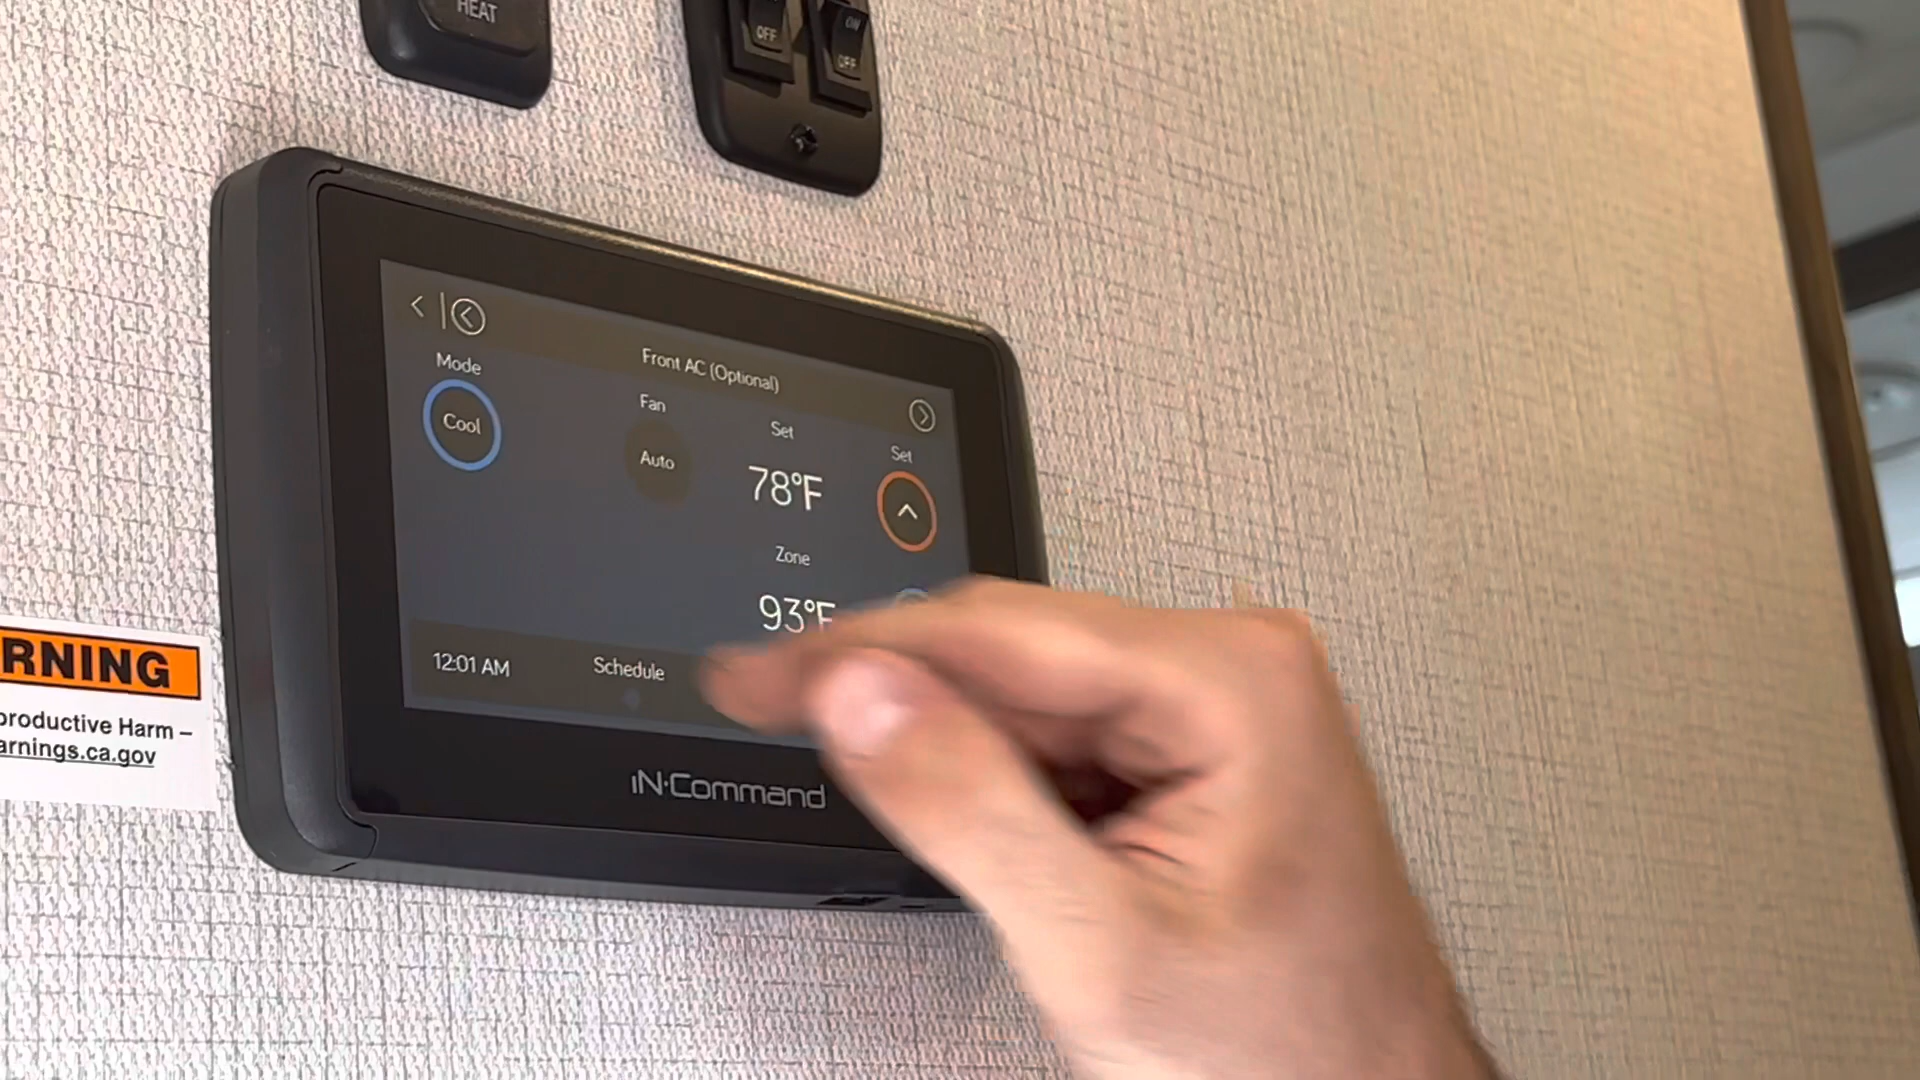 HEAT
OFF
ON
OFF
Front AC (Optional)
Mode
Cool
Fan
Auto
Set
78°F
Set
Zone
93°F
12:01 AM
Schedule
iN·Command
RNING
productive Harm –
arnings.ca.gov